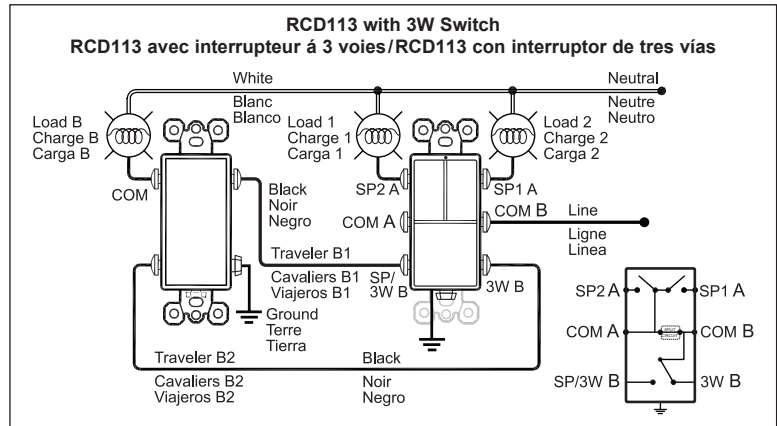 RCD113 with 3W Switch
RCD113 avec interrupteur á 3 voies/RCD113 con interruptor de tres vías
White
Blanc
Blanco
Neutral
Neutre
Neutro
Load B
Charge B
Carga B
Load 1
Charge 1
Carga 1
Load 2
Charge 2
Carga 2
COM
Black
Noir
Negro
SP2 A
SP1 A
COM A
COM B
Line
Ligne
Linea
Traveler B1
Cavaliers B1
Viajeros B1
SP/
3W B
3W B
Ground
Terre
Tierra
Traveler B2
Cavaliers B2
Viajeros B2
Black
Noir
Negro
SP2 A
SP1 A
COM A
SPLIT
CIRCUIT
COM B
SP/3W B
3W B